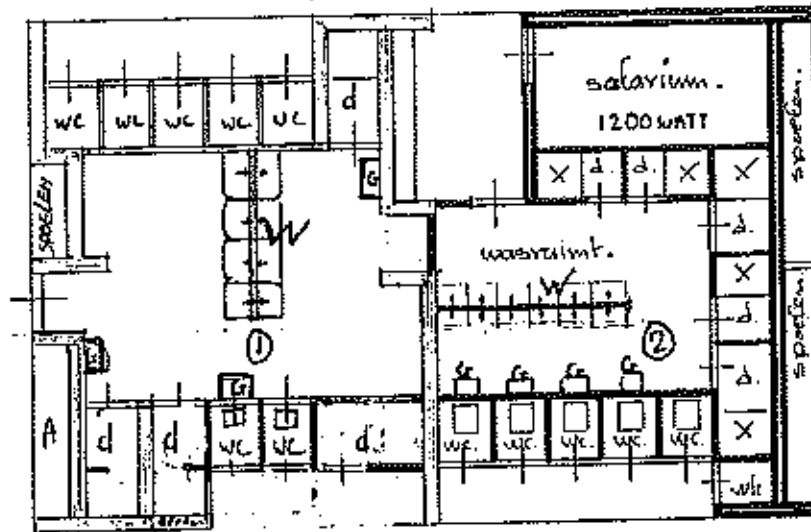 solarium.
1200 WATT
spoelen.
wc wc wc wc wc
d
G
X d. d. X X
SPOELEN
W
wasruimt.
W
d.
X
d.
1
2
spoelen.
G G G G
d.
G
A
d
d
wc wc
d.
wc. wc. wc. wc. wc.
X